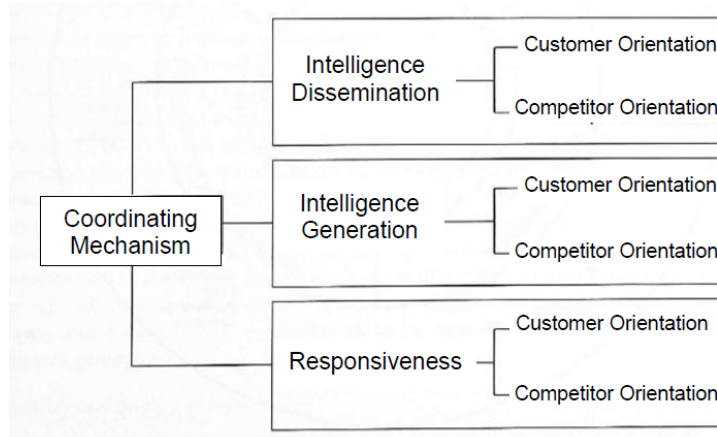 Intelligence
Dissemination
Customer Orientation
Competitor Orientation
Coordinating
Mechanism
Intelligence
Generation
Customer Orientation
Competitor Orientation
Responsiveness
Customer Orientation
Competitor Orientation